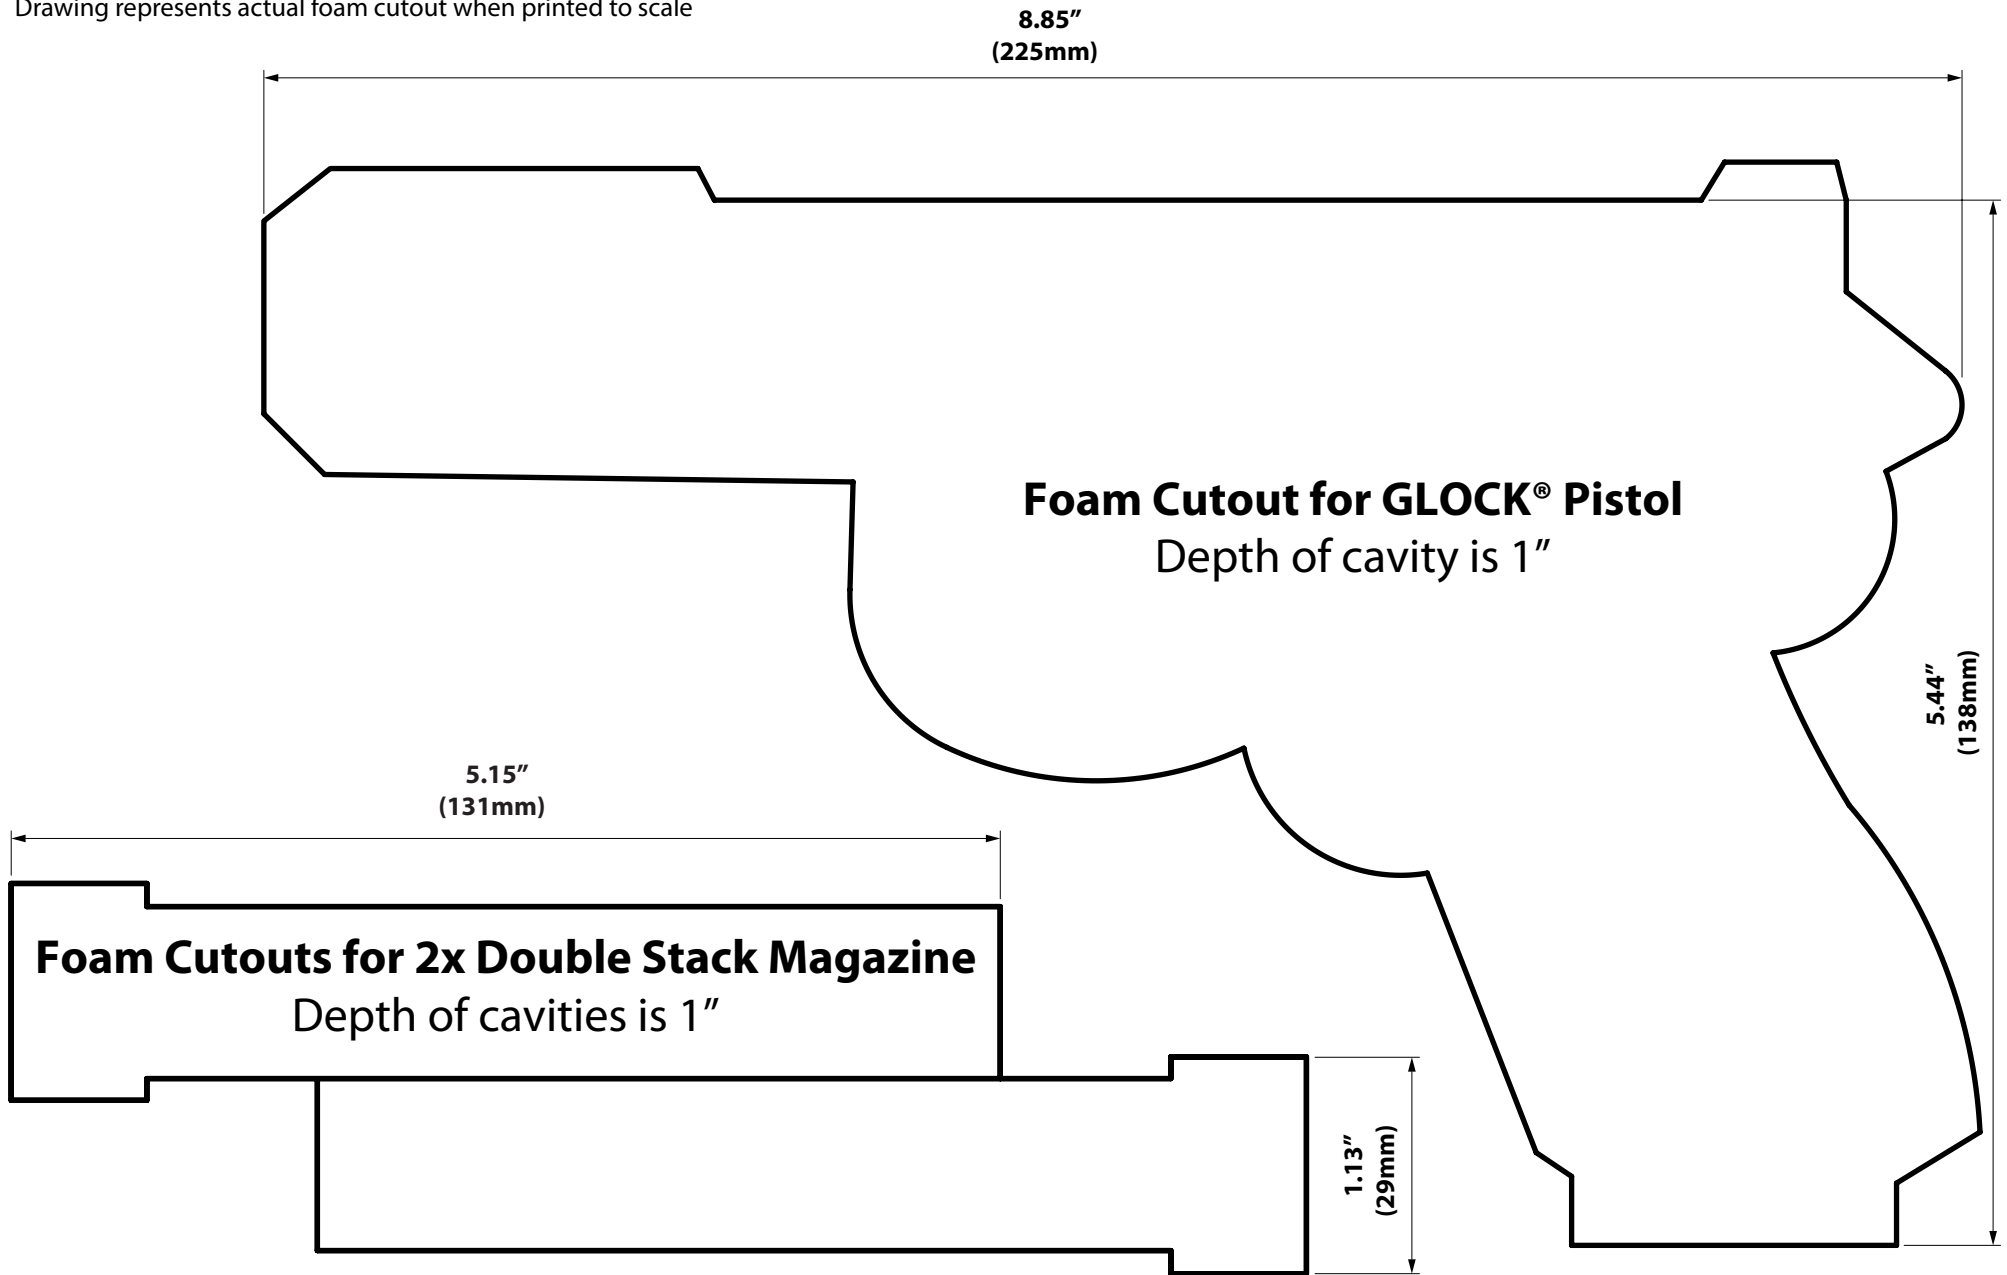 Drawing represents actual foam cutout when printed to scale
8.85″
(225mm)
Foam Cutout for GLOCK® Pistol
Depth of cavity is 1″
5.44″
(138mm)
5.15″
(131mm)
Foam Cutouts for 2x Double Stack Magazine
Depth of cavities is 1″
1.13″
(29mm)